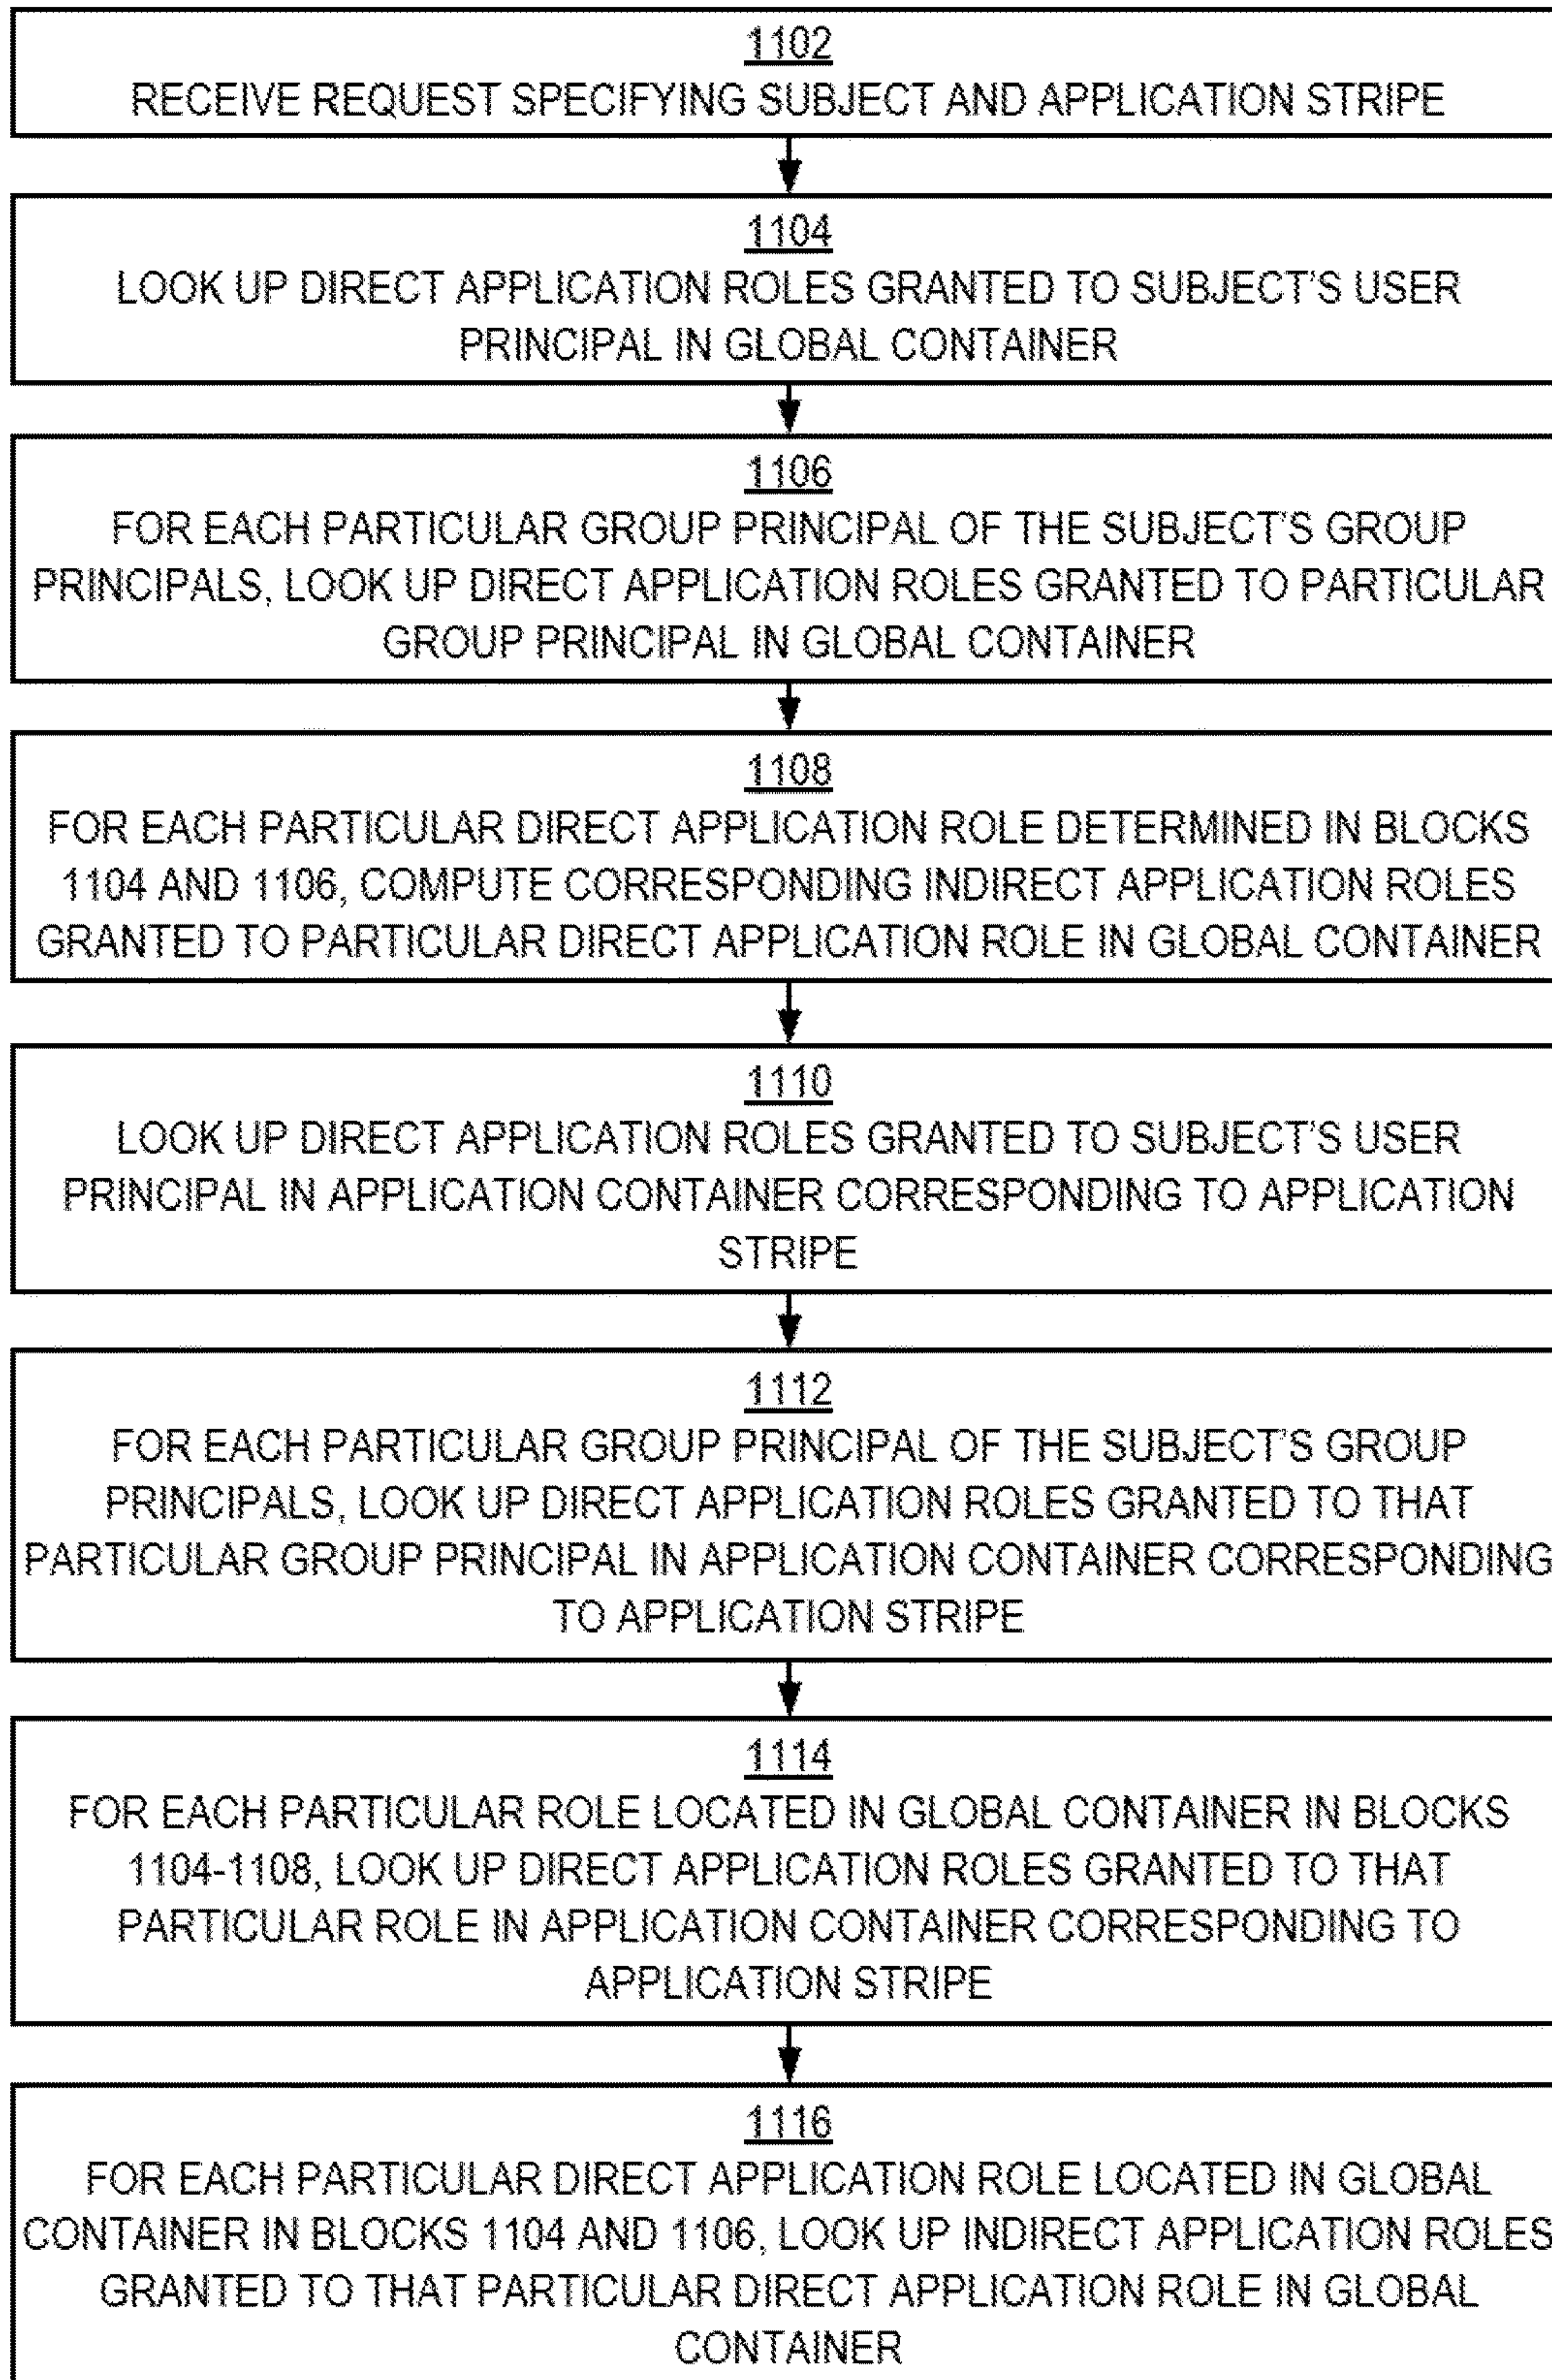 1102
RECEIVE REQUEST SPECIFYING SUBJECT AND APPLICATION STRIPE
1104
LOOK UP DIRECT APPLICATION ROLES GRANTED TO SUBJECT'S USER
PRINCIPAL IN GLOBAL CONTAINER
1106
FOR EACH PARTICULAR GROUP PRINCIPAL OF THE SUBJECT'S GROUP
PRINCIPALS, LOOK UP DIRECT APPLICATION ROLES GRANTED TO PARTICULAR
GROUP PRINCIPAL IN GLOBAL CONTAINER
1108
FOR EACH PARTICULAR DIRECT APPLICATION ROLE DETERMINED IN BLOCKS
1104 AND 1106, COMPUTE CORRESPONDING INDIRECT APPLICATION ROLES
GRANTED TO PARTICULAR DIRECT APPLICATION ROLE IN GLOBAL CONTAINER
1110
LOOK UP DIRECT APPLICATION ROLES GRANTED TO SUBJECT'S USER
PRINCIPAL IN APPLICATION CONTAINER CORRESPONDING TO APPLICATION
STRIPE
1112
FOR EACH PARTICULAR GROUP PRINCIPAL OF THE SUBJECT'S GROUP
PRINCIPALS, LOOK UP DIRECT APPLICATION ROLES GRANTED TO THAT
PARTICULAR GROUP PRINCIPAL IN APPLICATION CONTAINER CORRESPONDING
TO APPLICATION STRIPE
1114
FOR EACH PARTICULAR ROLE LOCATED IN GLOBAL CONTAINER IN BLOCKS
1104-1108, LOOK UP DIRECT APPLICATION ROLES GRANTED TO THAT
PARTICULAR ROLE IN APPLICATION CONTAINER CORRESPONDING TO
APPLICATION STRIPE
1116
FOR EACH PARTICULAR DIRECT APPLICATION ROLE LOCATED IN GLOBAL
CONTAINER IN BLOCKS 1104 AND 1106, LOOK UP INDIRECT APPLICATION ROLES
GRANTED TO THAT PARTICULAR DIRECT APPLICATION ROLE IN GLOBAL
CONTAINER